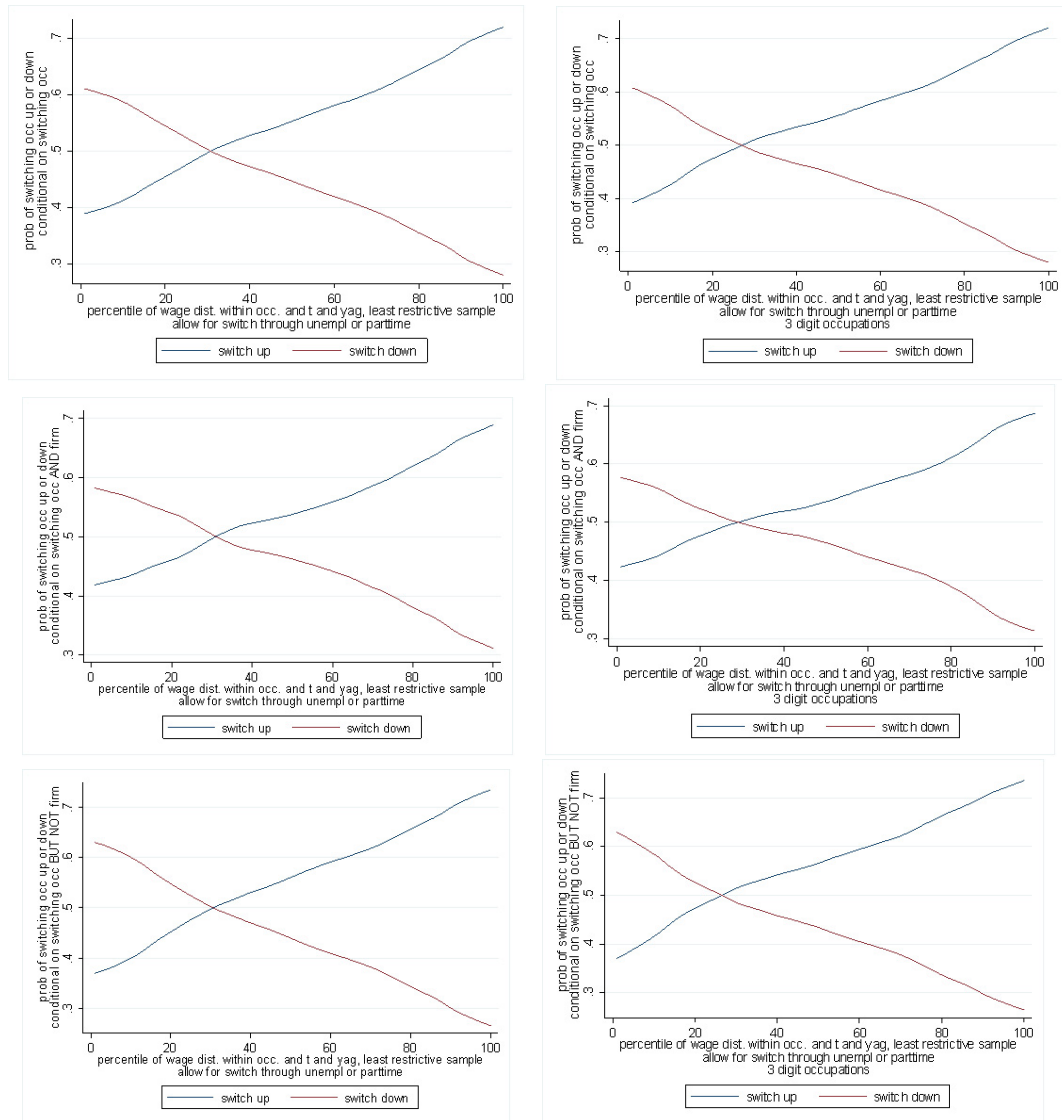 prob of switching occ up or down
conditional on switching occ
.7
.6
.5
.4
.3
0 20 40 60 80 100
percentile of wage dist. within occ. and t and yag, least restrictive sample
allow for switch through unempl or parttime
switch up switch down
prob of switching occ up or down
conditional on switching occ
.7
.6
.5
.4
.3
0 20 40 60 80 100
percentile of wage dist. within occ. and t and yag, least restrictive sample
allow for switch through unempl or parttime
3 digit occupations
switch up switch down
prob of switching occ up or down
conditional on switching occ AND firm
.7
.6
.5
.4
.3
0 20 40 60 80 100
percentile of wage dist. within occ. and t and yag, least restrictive sample
allow for switch through unempl or parttime
switch up switch down
prob of switching occ up or down
conditional on switching occ AND firm
.7
.6
.5
.4
.3
0 20 40 60 80 100
percentile of wage dist. within occ. and t and yag, least restrictive sample
allow for switch through unempl or parttime
3 digit occupations
switch up switch down
prob of switching occ up or down
conditional on switching occ BUT NOT firm
.7
.6
.5
.4
.3
0 20 40 60 80 100
percentile of wage dist. within occ. and t and yag, least restrictive sample
allow for switch through unempl or parttime
switch up switch down
prob of switching occ up or down
conditional on switching occ BUT NOT firm
.7
.6
.5
.4
.3
0 20 40 60 80 100
percentile of wage dist. within occ. and t and yag, least restrictive sample
allow for switch through unempl or parttime
3 digit occupations
switch up switch down